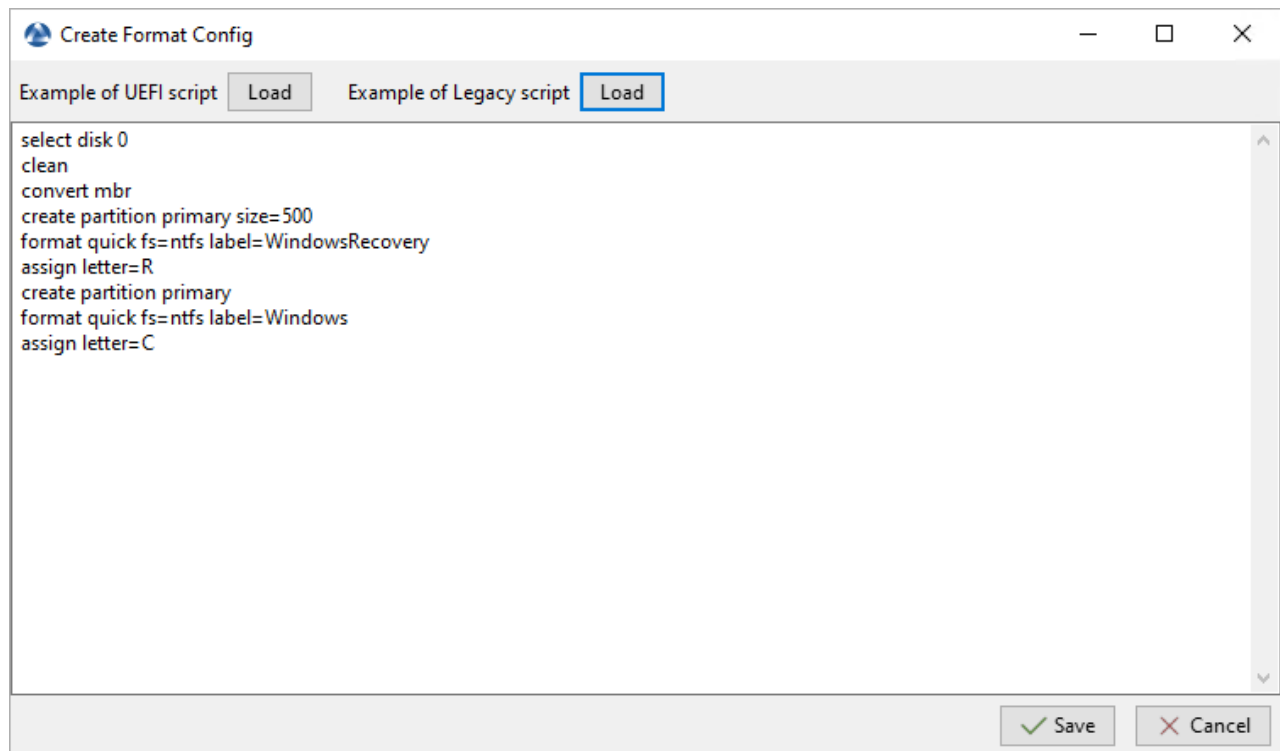 Create Format Config
Example of UEFI script Load Example of Legacy script Load
select disk 0
clean
convert mbr
create partition primary size=500
format quick fs=ntfs label=WindowsRecovery
assign letter=R
create partition primary
format quick fs=ntfs label=Windows
assign letter=C
Save Cancel